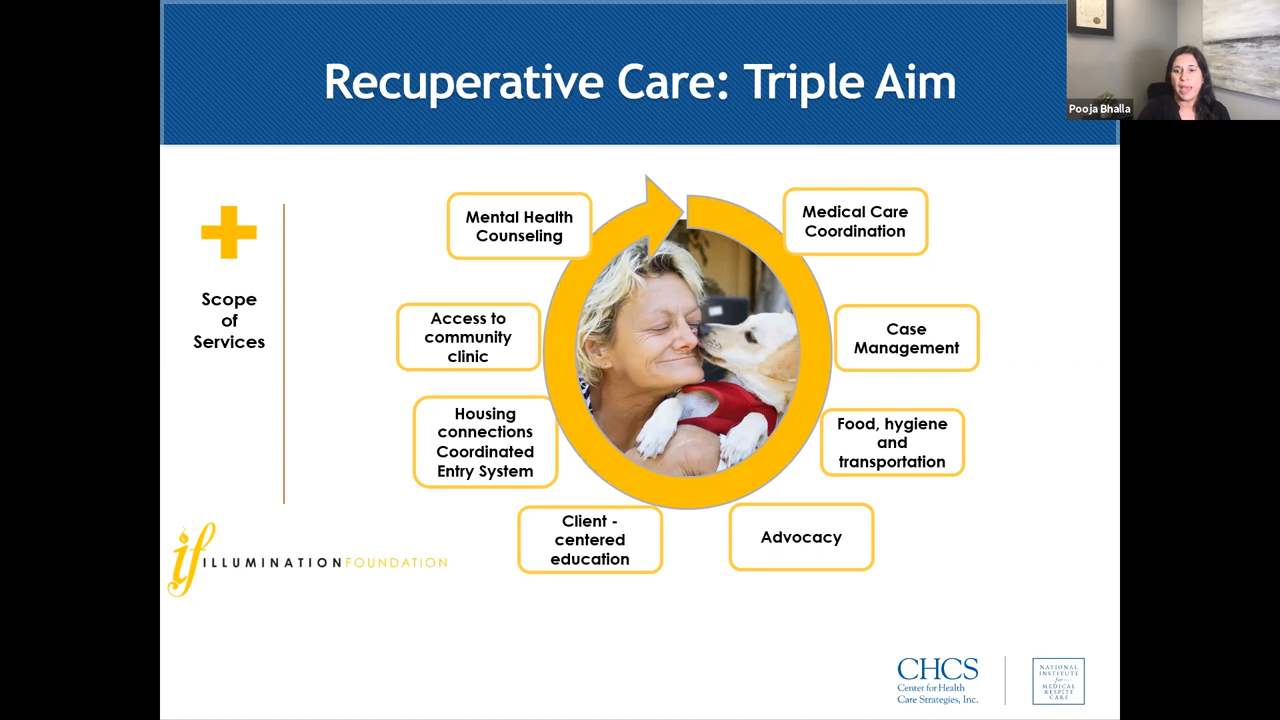 Recuperative Care: Triple Aim
Pooja Bhalla
Scope
of
Services
Mental Health
Counseling
Medical Care
Coordination
Access to
community
clinic
Case
Management
Housing
connections
Coordinated
Entry System
Food, hygiene
and
transportation
Client -
centered
education
Advocacy
if ILLUMINATIONFOUNDATION
CHCS
Center for Health
Care Strategies, Inc.
NATIONAL
INSTITUTE
for
MEDICAL
RESPITE
CARE